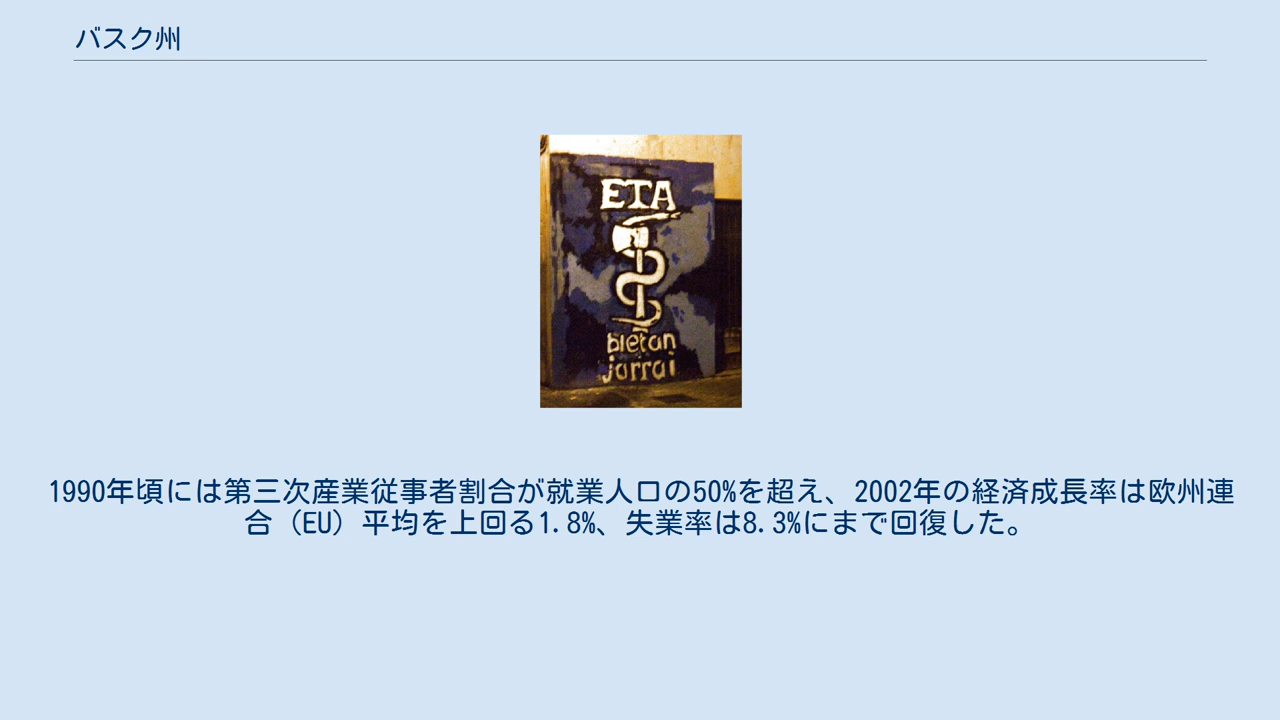 バスク州
ETA
bietan
jarrai
1990年頃には第三次産業従事者割合が就業人口の50%を超え、2002年の経済成長率は欧州連
合（EU）平均を上回る1.8%、失業率は8.3%にまで回復した。